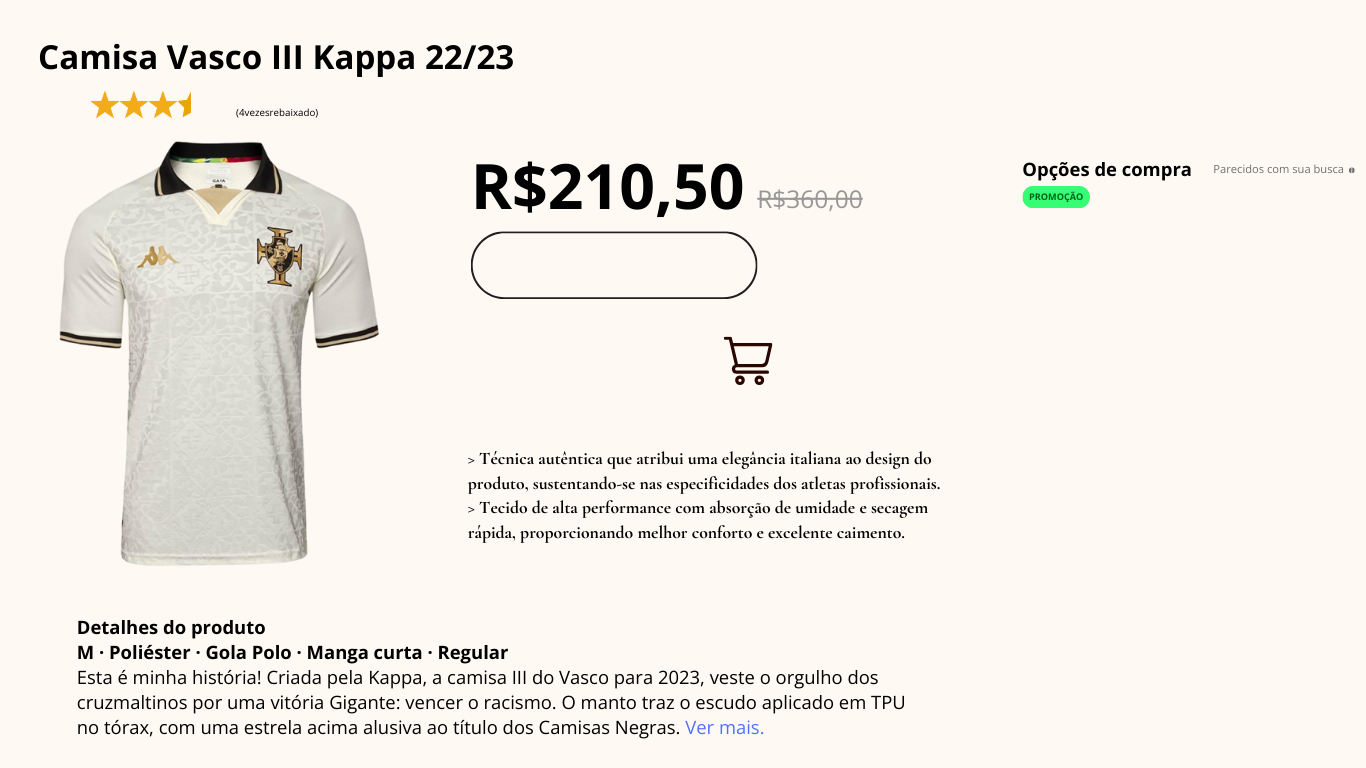 Camisa Vasco III Kappa 22/23
(4vezesrebaixado)
R$210,50 R$360,00
Opções de compra
Parecidos com sua busca
PROMOÇÃO
> Técnica autêntica que atribui uma elegância italiana ao design do
produto, sustentando-se nas especificidades dos atletas profissionais.
> Tecido de alta performance com absorção de umidade e secagem
rápida, proporcionando melhor conforto e excelente caimento.
Detalhes do produto
M · Poliéster · Gola Polo · Manga curta · Regular
Esta é minha história! Criada pela Kappa, a camisa III do Vasco para 2023, veste o orgulho dos
cruzmaltinos por uma vitória Gigante: vencer o racismo. O manto traz o escudo aplicado em TPU
no tórax, com uma estrela acima alusiva ao título dos Camisas Negras. Ver mais.